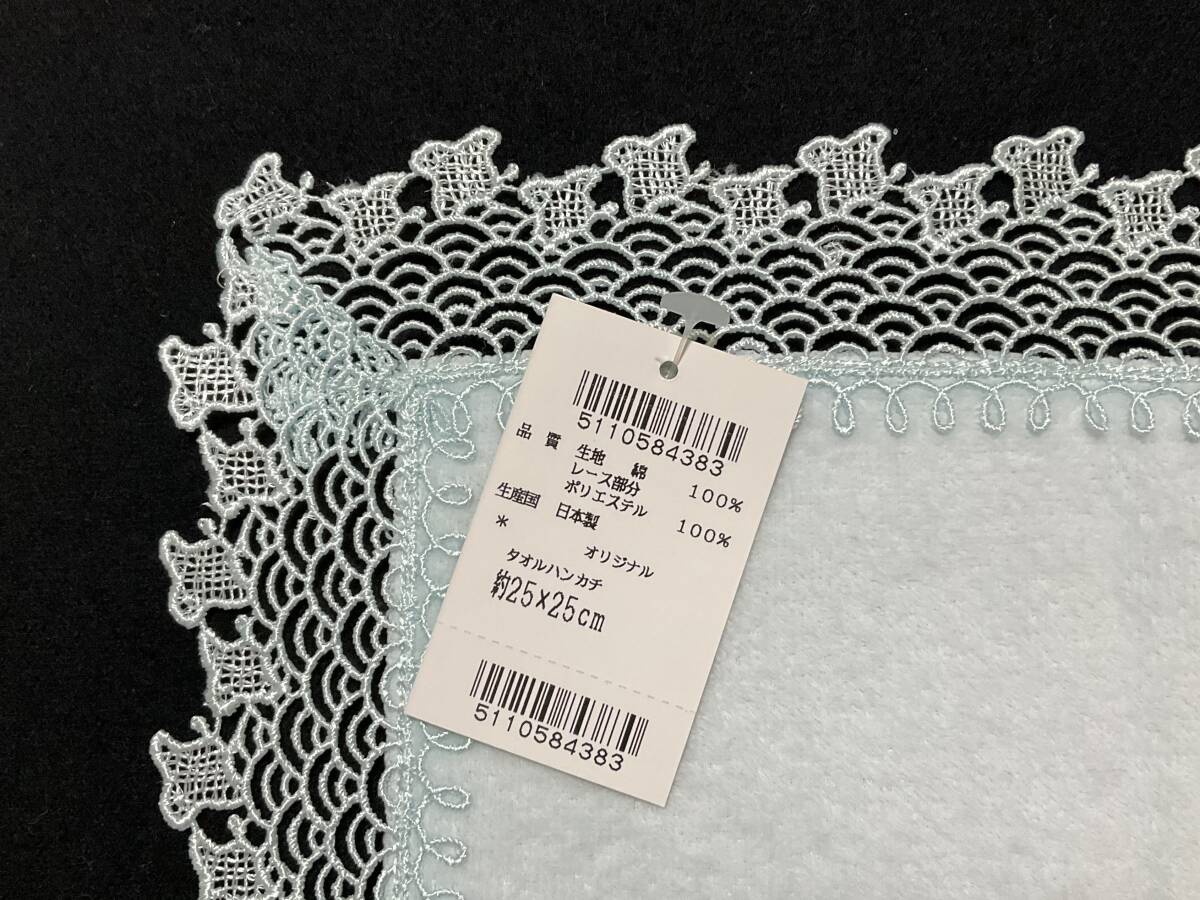 5110584383
品 質 生地 綿 100%
レース部分
ポリエステル 100%
生産国 日本製
*
オリジナル
タオルハンカチ
約25×25cm
5110584383